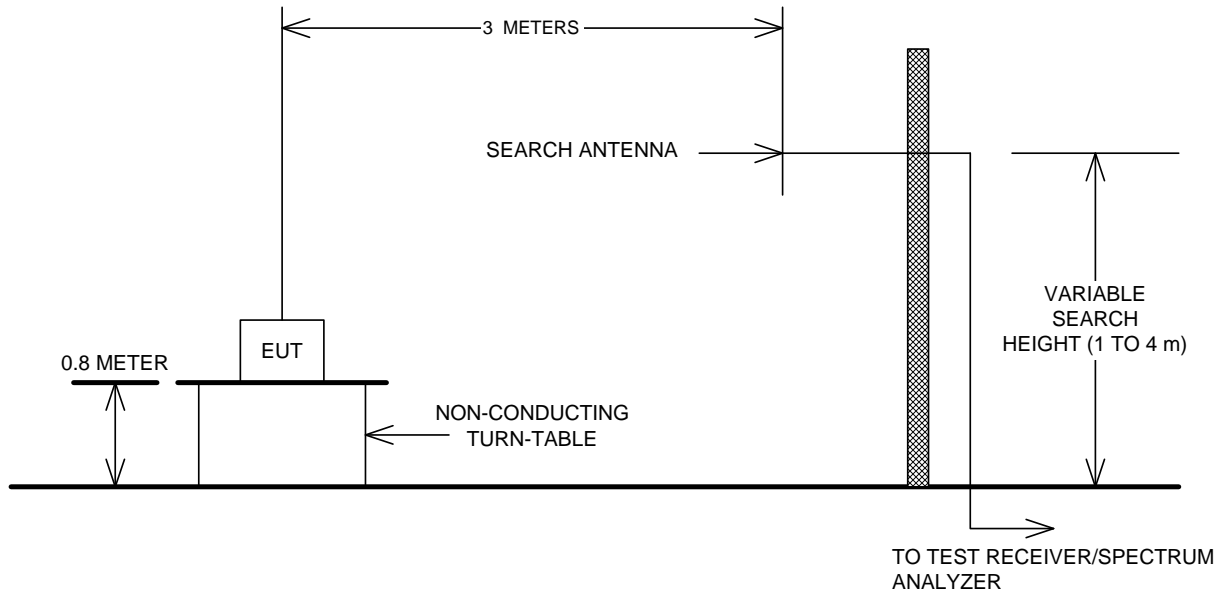 3 METERS
SEARCH ANTENNA
VARIABLE
SEARCH
HEIGHT (1 TO 4 m)
EUT
0.8 METER
NON-CONDUCTING
TURN-TABLE
TO TEST RECEIVER/SPECTRUM
ANALYZER